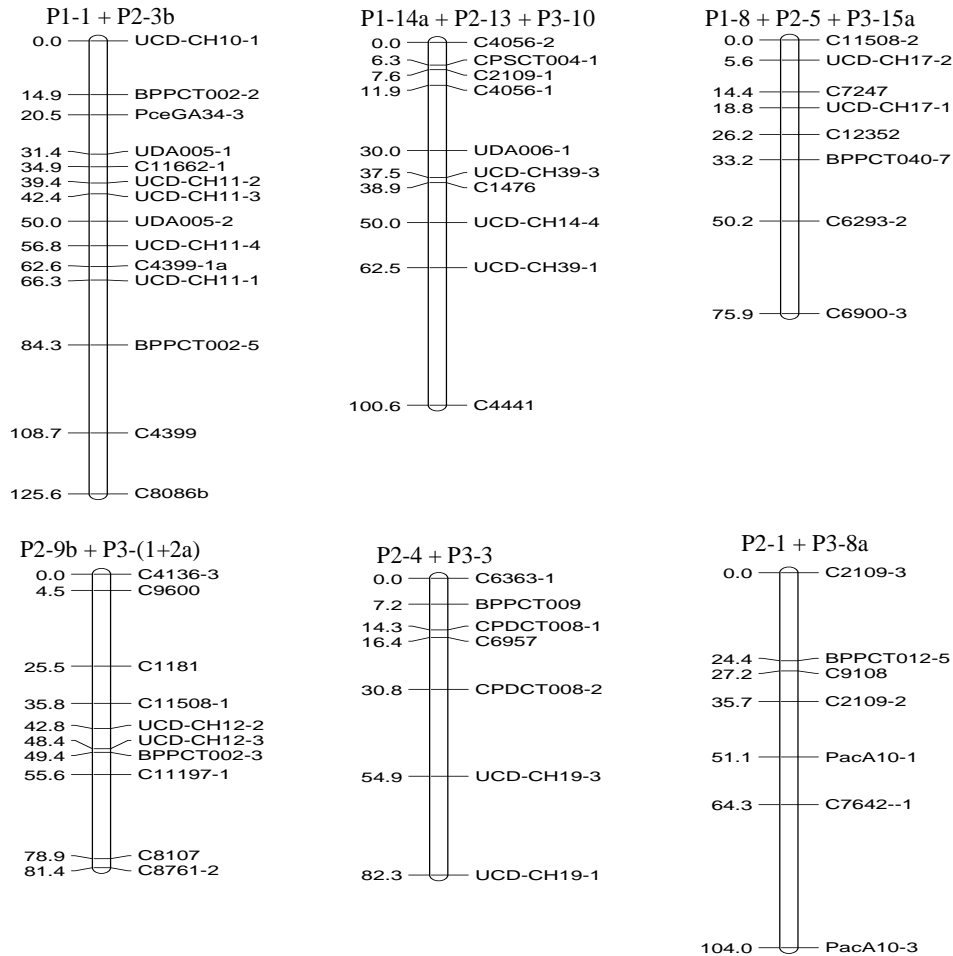 P1-1 + P2-3b
0.0 UCD-CH10-1
14.9 BPPCT002-2
20.5 PceGA34-3
31.4 UDA005-1
34.9 C11662-1
39.4 UCD-CH11-2
42.4 UCD-CH11-3
50.0 UDA005-2
56.8 UCD-CH11-4
62.6 C4399-1a
66.3 UCD-CH11-1
84.3 BPPCT002-5
108.7 C4399
125.6 C8086b
P1-14a + P2-13 + P3-10
0.0 C4056-2
6.3 CPSCT004-1
7.6 C2109-1
11.9 C4056-1
30.0 UDA006-1
37.5 UCD-CH39-3
38.9 C1476
50.0 UCD-CH14-4
62.5 UCD-CH39-1
100.6 C4441
P1-8 + P2-5 + P3-15a
0.0 C11508-2
5.6 UCD-CH17-2
14.4 C7247
18.8 UCD-CH17-1
26.2 C12352
33.2 BPPCT040-7
50.2 C6293-2
75.9 C6900-3
P2-9b + P3-(1+2a)
0.0 C4136-3
4.5 C9600
25.5 C1181
35.8 C11508-1
42.8 UCD-CH12-2
48.4 UCD-CH12-3
49.4 BPPCT002-3
55.6 C11197-1
78.9 C8107
81.4 C8761-2
P2-4 + P3-3
0.0 C6363-1
7.2 BPPCT009
14.3 CPDCT008-1
16.4 C6957
30.8 CPDCT008-2
54.9 UCD-CH19-3
82.3 UCD-CH19-1
P2-1 + P3-8a
0.0 C2109-3
24.4 BPPCT012-5
27.2 C9108
35.7 C2109-2
51.1 PacA10-1
64.3 C7642--1
104.0 PacA10-3